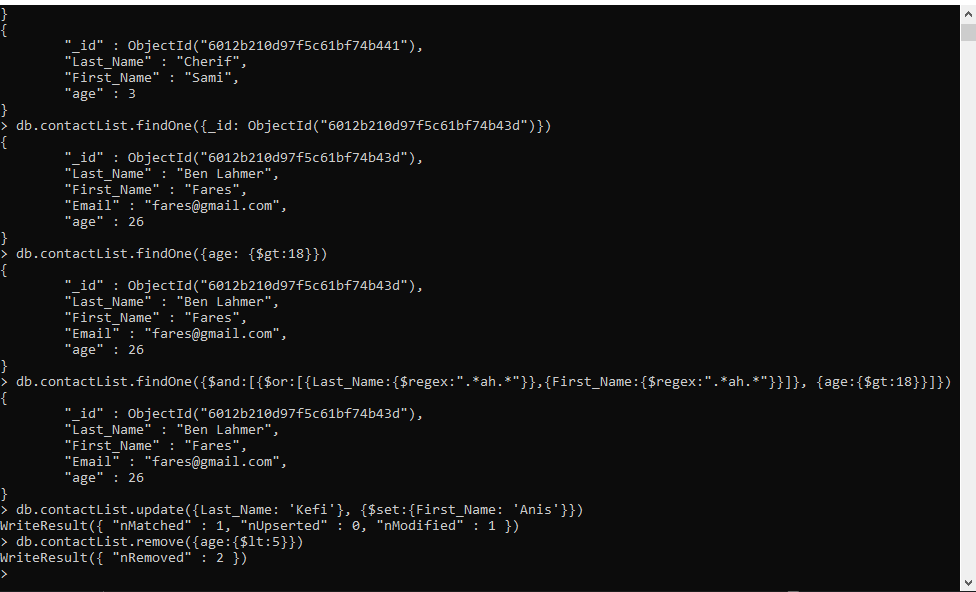 }
{
        "_id" : ObjectId("6012b210d97f5c61bf74b441"),
        "Last_Name" : "Cherif",
        "First_Name" : "Sami",
        "age" : 3
}
> db.contactList.findOne({_id: ObjectId("6012b210d97f5c61bf74b43d")})
{
        "_id" : ObjectId("6012b210d97f5c61bf74b43d"),
        "Last_Name" : "Ben Lahmer",
        "First_Name" : "Fares",
        "Email" : "fares@gmail.com",
        "age" : 26
}
> db.contactList.findOne({age: {$gt:18}})
{
        "_id" : ObjectId("6012b210d97f5c61bf74b43d"),
        "Last_Name" : "Ben Lahmer",
        "First_Name" : "Fares",
        "Email" : "fares@gmail.com",
        "age" : 26
}
> db.contactList.findOne({$and:[{$or:[{Last_Name:{$regex:".*ah.*"}},{First_Name:{$regex:".*ah.*"}}]}, {age:{$gt:18}}]})
{
        "_id" : ObjectId("6012b210d97f5c61bf74b43d"),
        "Last_Name" : "Ben Lahmer",
        "First_Name" : "Fares",
        "Email" : "fares@gmail.com",
        "age" : 26
}
> db.contactList.update({Last_Name: 'Kefi'}, {$set:{First_Name: 'Anis'}})
WriteResult({ "nMatched" : 1, "nUpserted" : 0, "nModified" : 1 })
> db.contactList.remove({age:{$lt:5}})
WriteResult({ "nRemoved" : 2 })
>